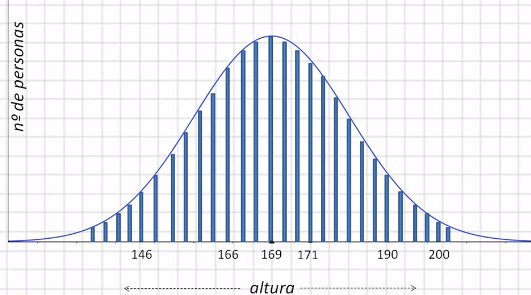 nº de personas
146 166 169 171 190 200
altura